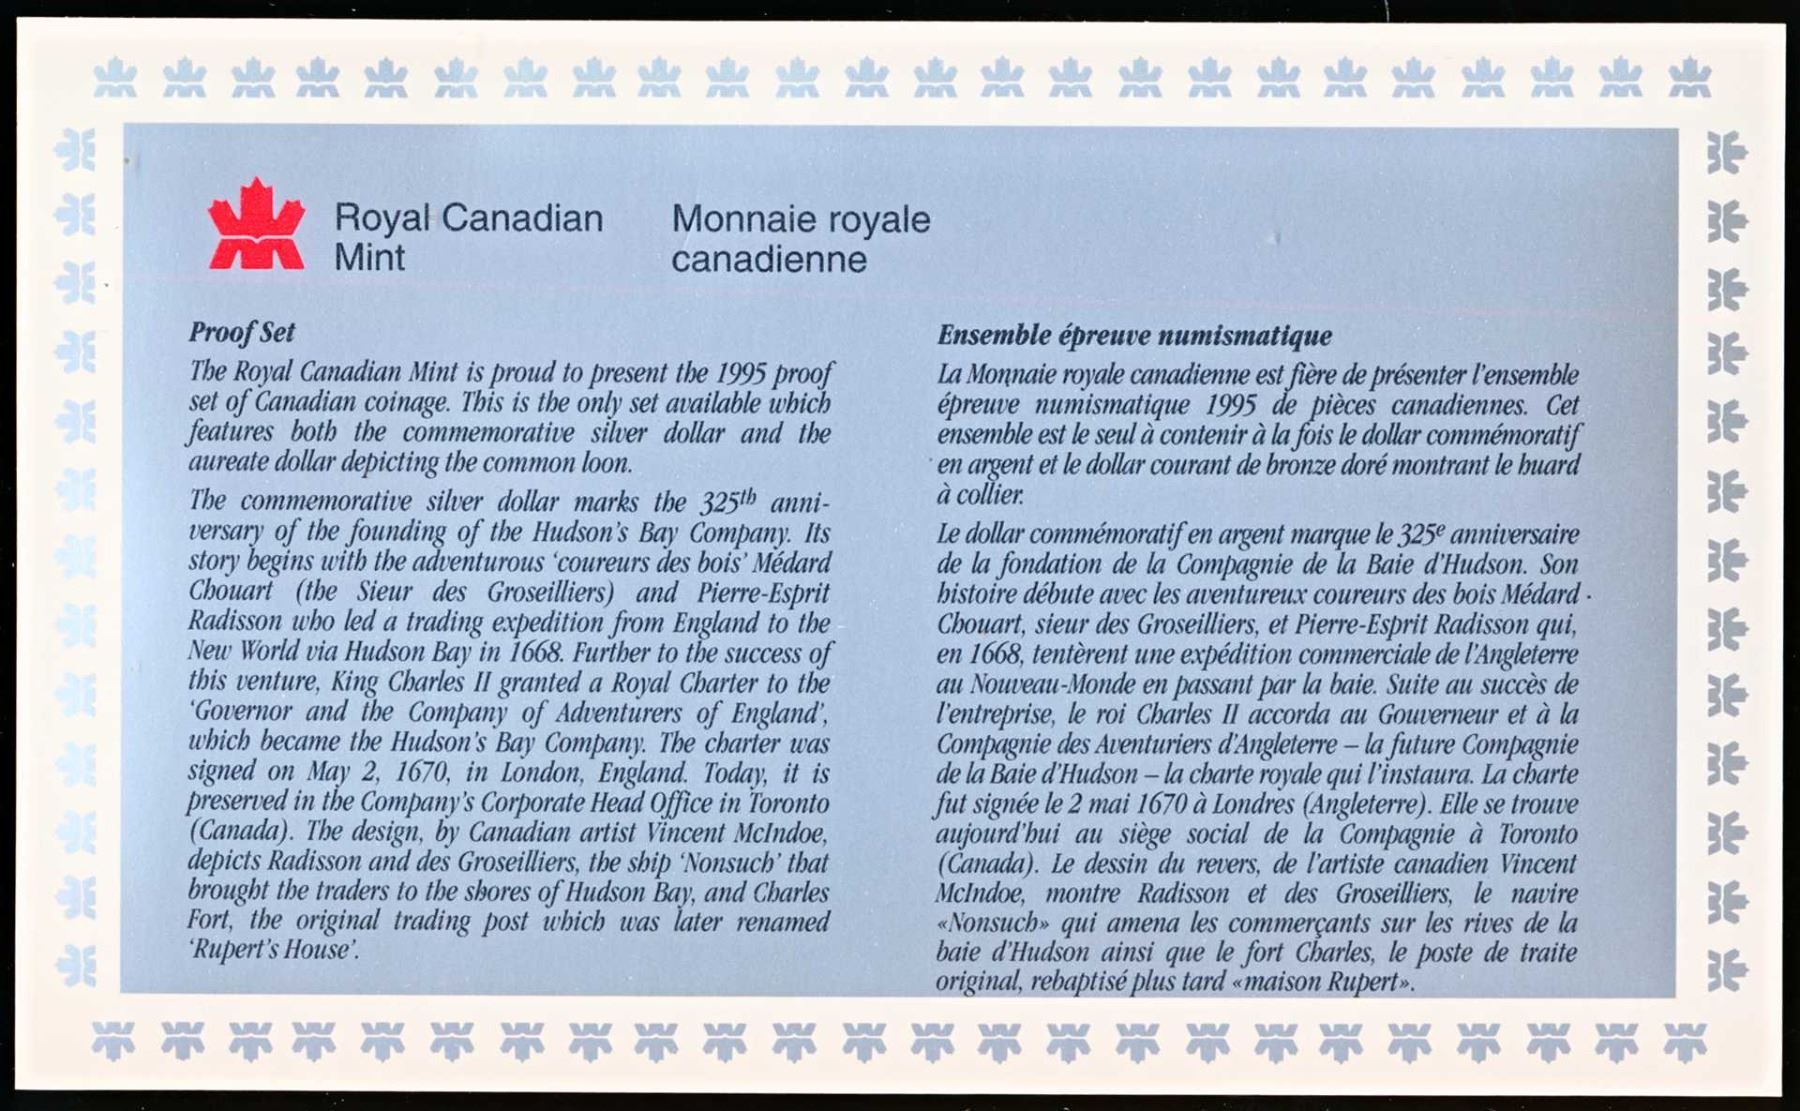 Royal Canadian
Mint
Monnaie royale
canadienne
Proof Set
The Royal Canadian Mint is proud to present the 1995 proof
set of Canadian coinage. This is the only set available which
features both the commemorative silver dollar and the
aureate dollar depicting the common loon.
The commemorative silver dollar marks the 325th anni-
versary of the founding of the Hudson's Bay Company. Its
story begins with the adventurous 'coureurs des bois' Médard
Chouart (the Sieur des Groseilliers) and Pierre-Esprit
Radisson who led a trading expedition from England to the
New World via Hudson Bay in 1668. Further to the success of
this venture, King Charles II granted a Royal Charter to the
'Governor and the Company of Adventurers of England',
which became the Hudson's Bay Company. The charter was
signed on May 2, 1670, in London, England. Today, it is
preserved in the Company's Corporate Head Office in Toronto
(Canada). The design, by Canadian artist Vincent McIndoe,
depicts Radisson and des Groseilliers, the ship 'Nonsuch' that
brought the traders to the shores of Hudson Bay, and Charles
Fort, the original trading post which was later renamed
'Rupert's House'.
Ensemble épreuve numismatique
La Monnaie royale canadienne est fière de présenter l'ensemble
épreuve numismatique 1995 de pièces canadiennes. Cet
ensemble est le seul à contenir à la fois le dollar commémoratif
en argent et le dollar courant de bronze doré montrant le huard
à collier.
Le dollar commémoratif en argent marque le 325e anniversaire
de la fondation de la Compagnie de la Baie d'Hudson. Son
histoire débute avec les aventureux coureurs des bois Médard
Chouart, sieur des Groseilliers, et Pierre-Esprit Radisson qui,
en 1668, tentèrent une expédition commerciale de l'Angleterre
au Nouveau-Monde en passant par la baie. Suite au succès de
l'entreprise, le roi Charles II accorda au Gouverneur et à la
Compagnie des Aventuriers d'Angleterre – la future Compagnie
de la Baie d'Hudson – la charte royale qui l'instaura. La charte
fut signée le 2 mai 1670 à Londres (Angleterre). Elle se trouve
aujourd'hui au siège social de la Compagnie à Toronto
(Canada). Le dessin du revers, de l'artiste canadien Vincent
McIndoe, montre Radisson et des Groseilliers, le navire
«Nonsuch» qui amena les commerçants sur les rives de la
baie d'Hudson ainsi que le fort Charles, le poste de traite
original, rebaptisé plus tard «maison Rupert».